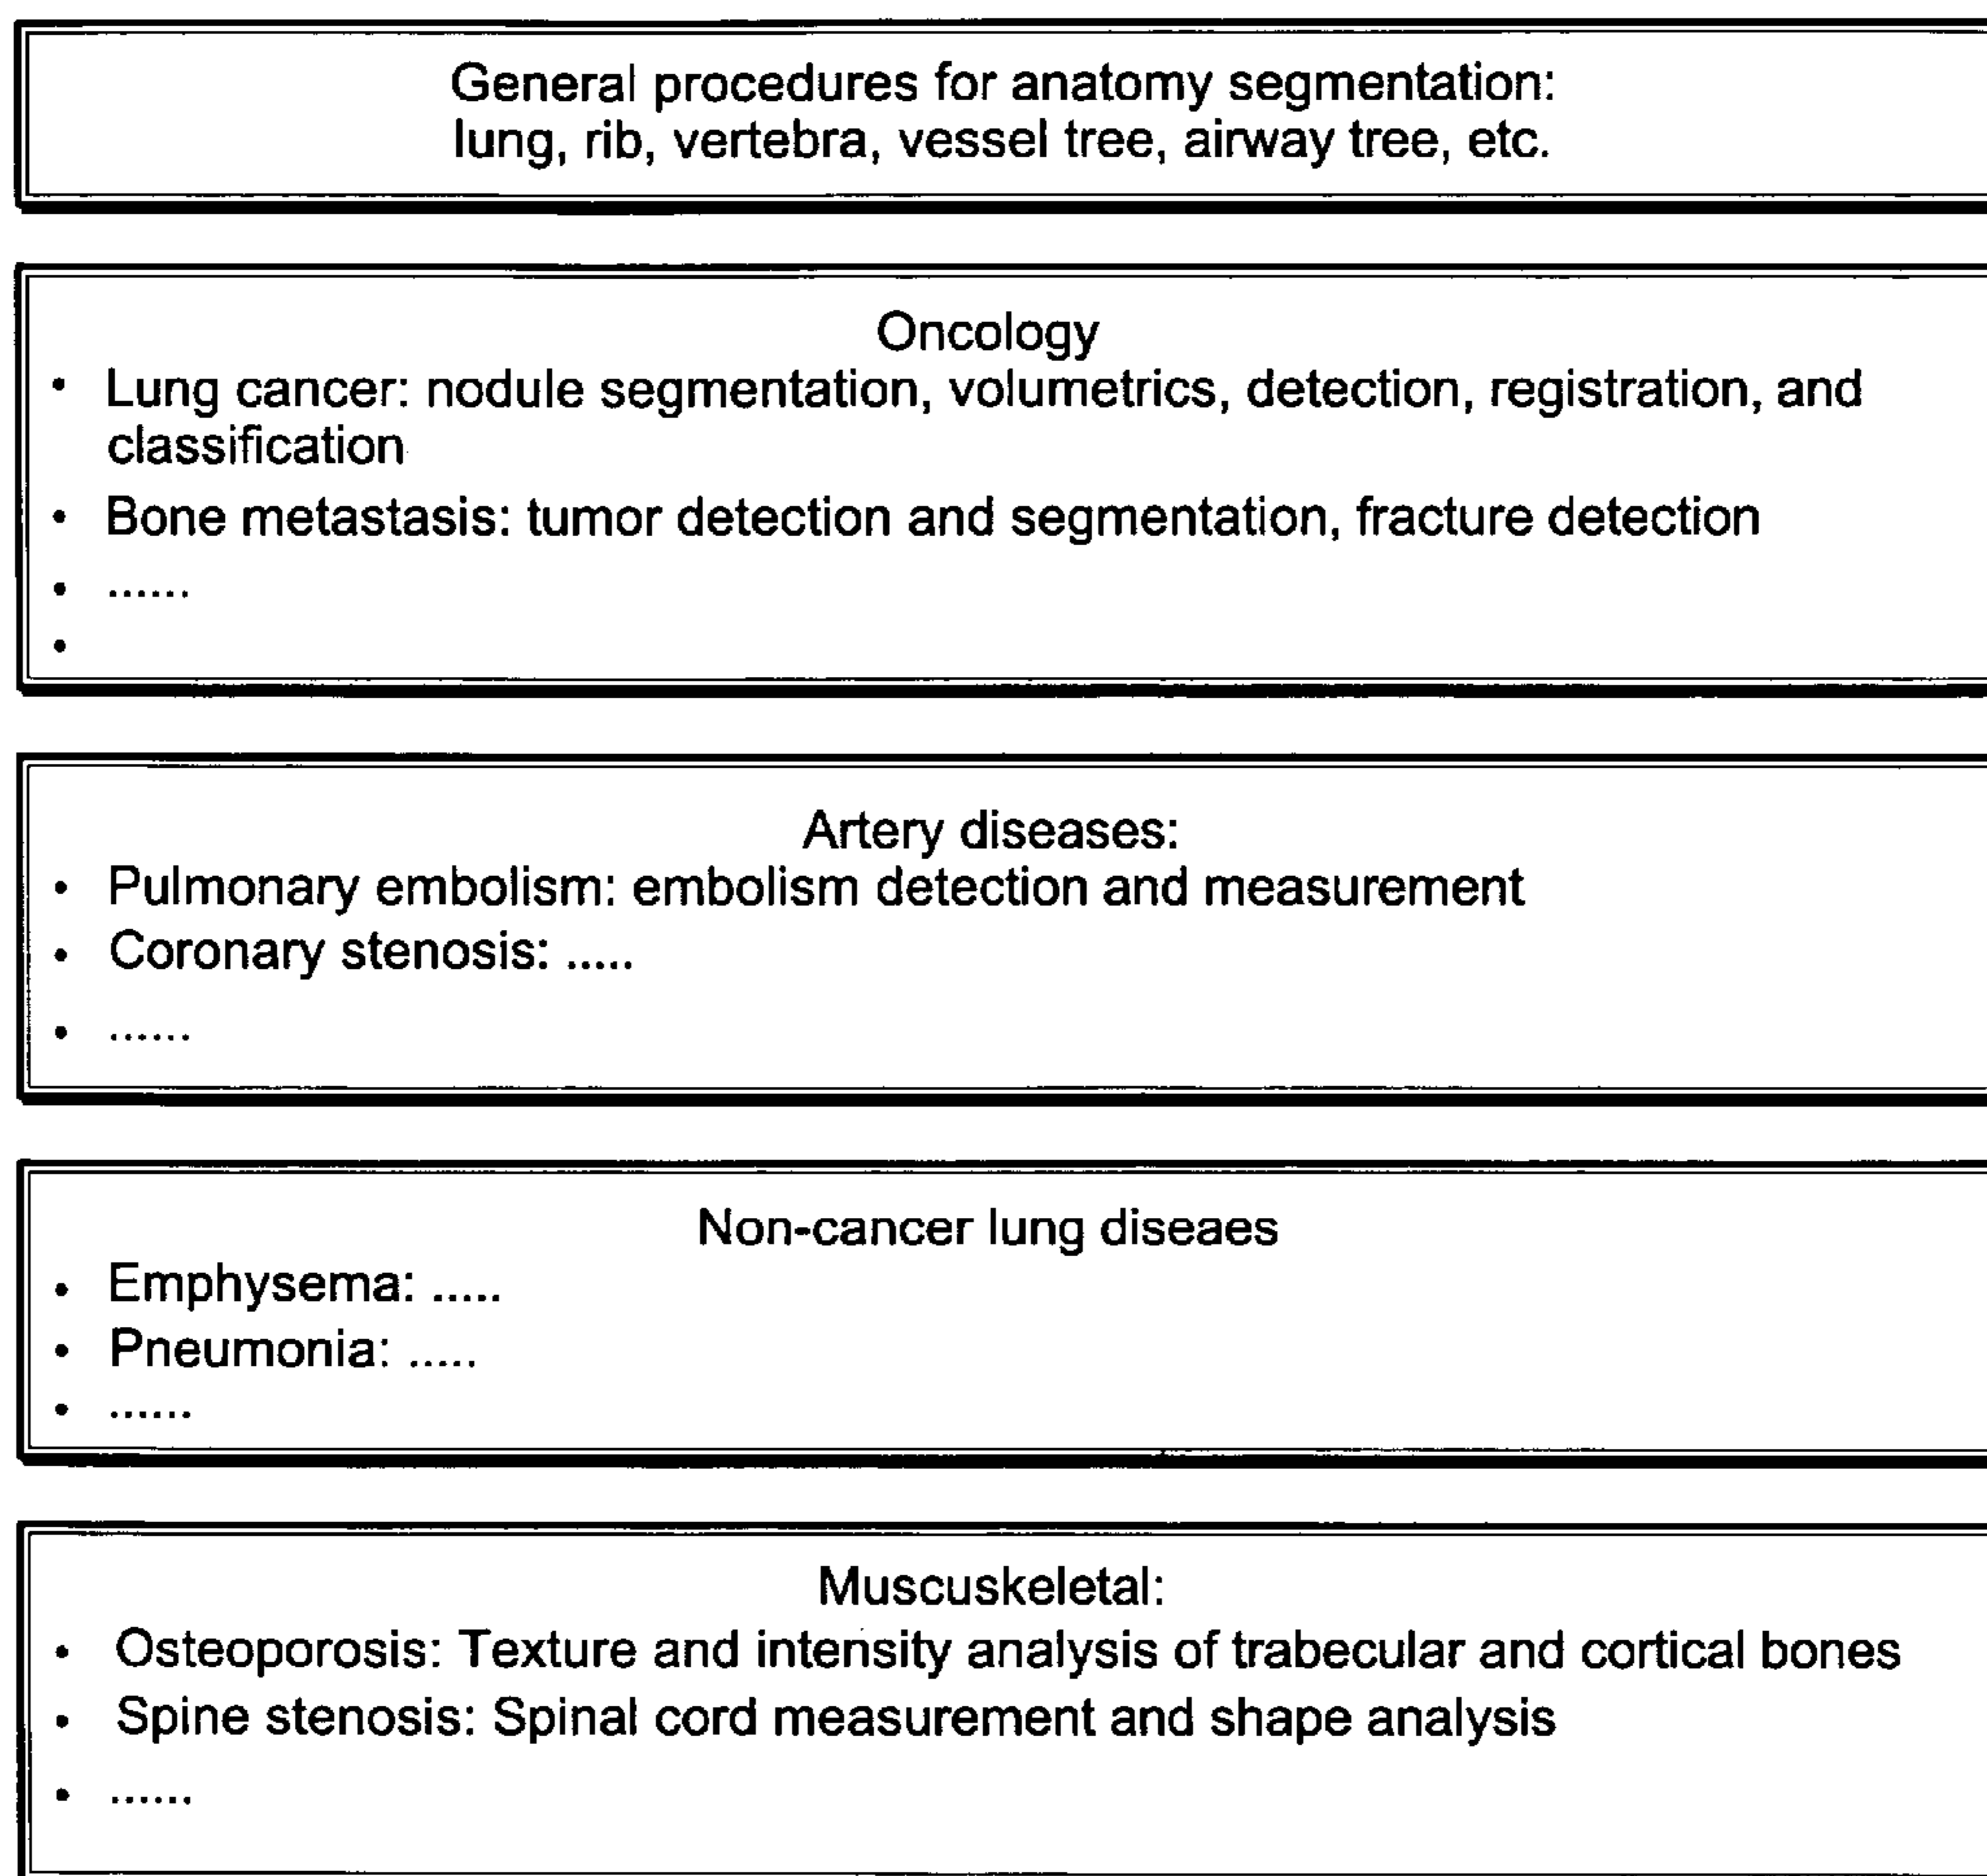 General procedures for anatomy segmentation:
lung, rib, vertebra, vessel tree, airway tree, etc.
Oncology
• Lung cancer: nodule segmentation, volumetrics, detection, registration, and
classification
• Bone metastasis: tumor detection and segmentation, fracture detection
• ......
•
Artery diseases:
• Pulmonary embolism: embolism detection and measurement
• Coronary stenosis: .....
• ......
Non-cancer lung diseaes
• Emphysema: .....
• Pneumonia: .....
• ......
Muscuskeletal:
• Osteoporosis: Texture and intensity analysis of trabecular and cortical bones
• Spine stenosis: Spinal cord measurement and shape analysis
• ......